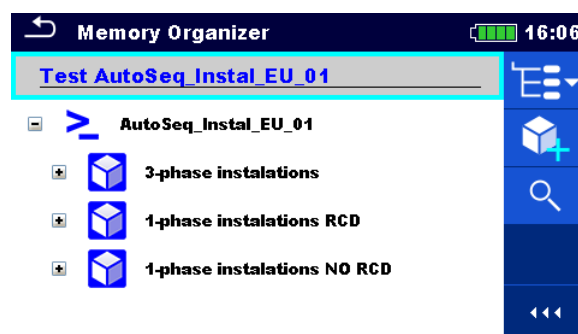 Memory Organizer
16:06
Test AutoSeq_Instal_EU_01
AutoSeq_Instal_EU_01
3-phase instalations
1-phase instalations RCD
1-phase instalations NO RCD